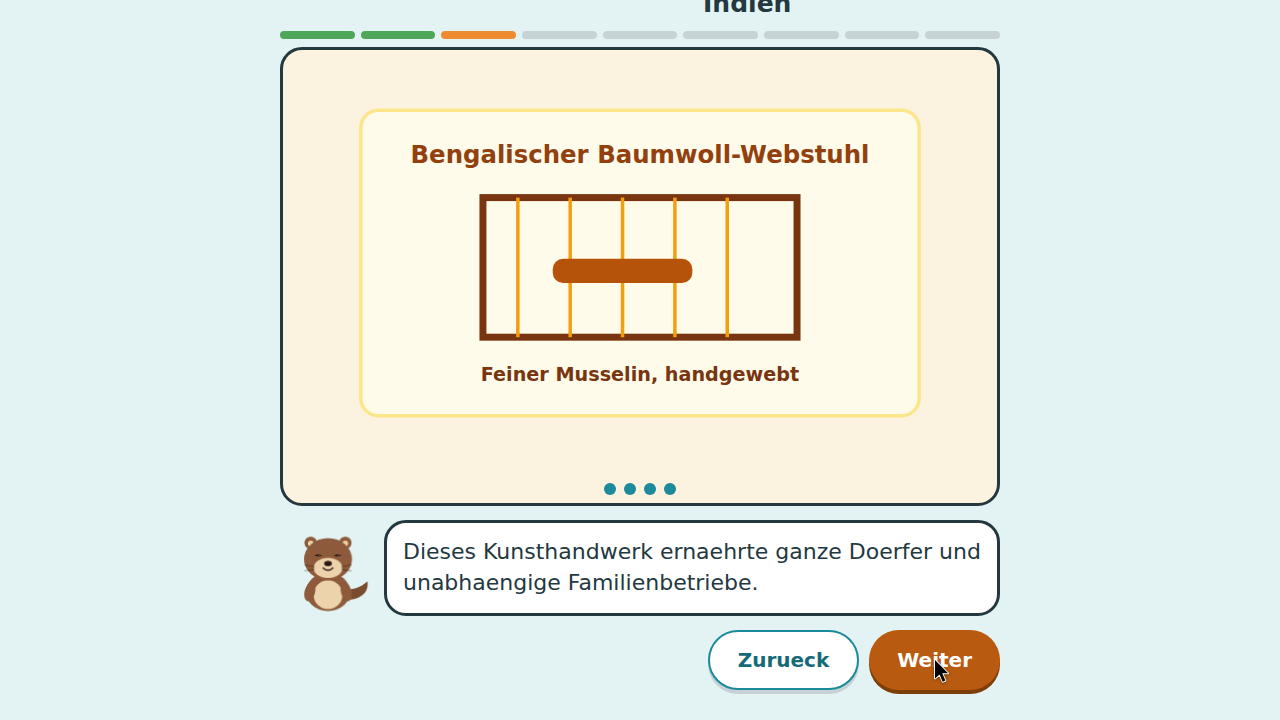 Indien
Bengalischer Baumwoll-Webstuhl
Feiner Musselin, handgewebt
Dieses Kunsthandwerk ernaehrte ganze Doerfer und
unabhaengige Familienbetriebe.
Zurueck
Weiter